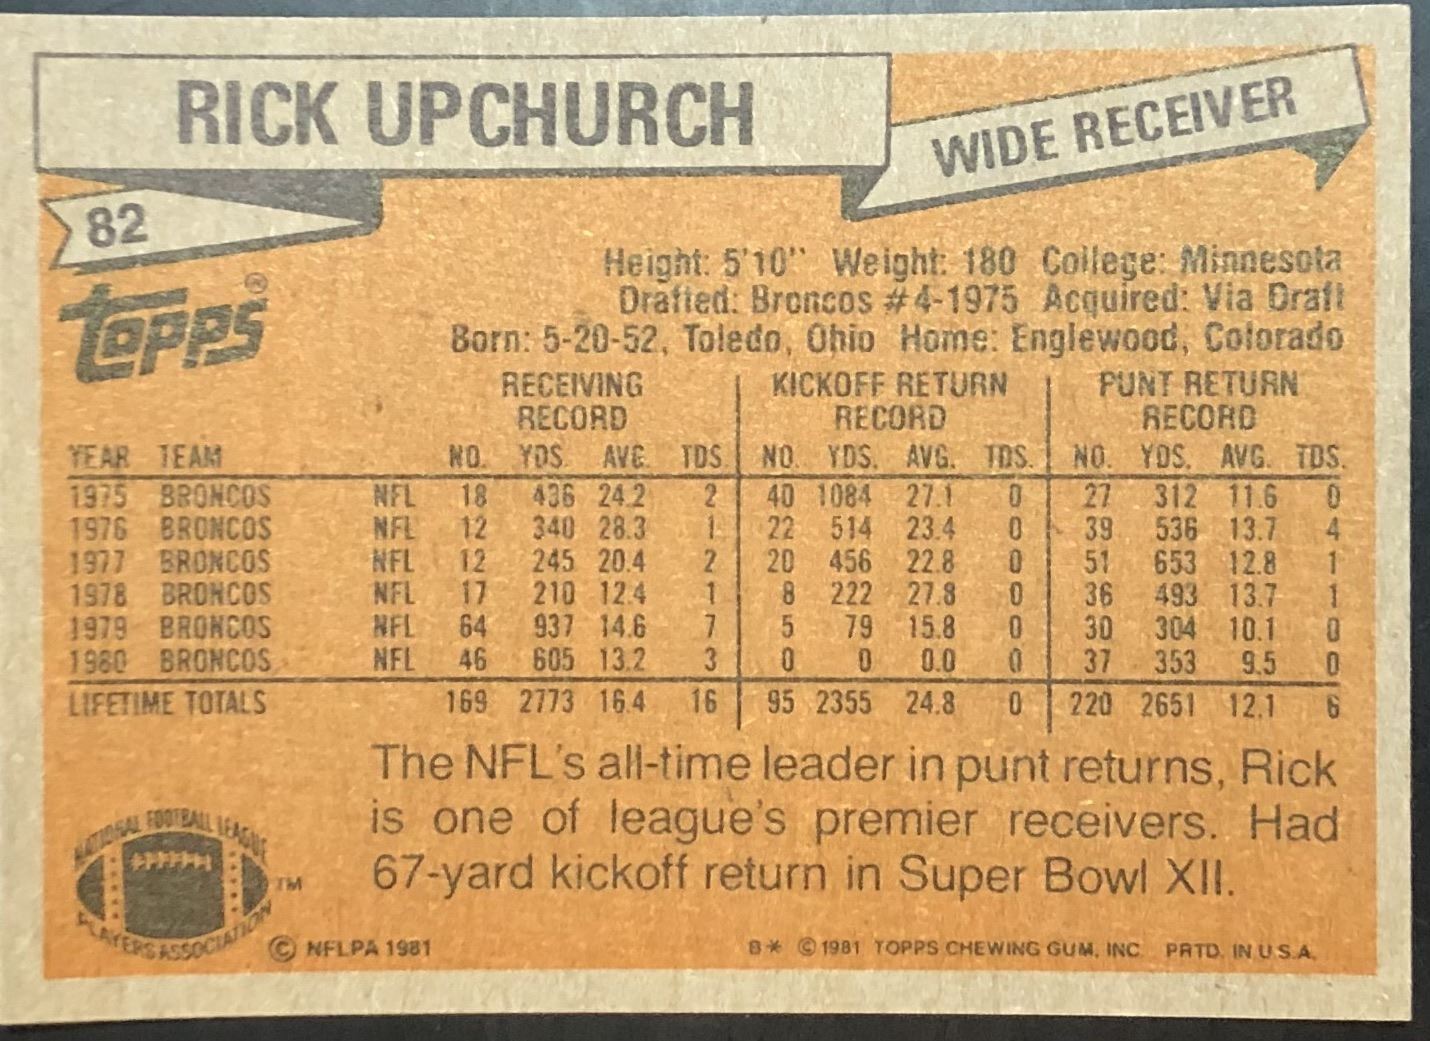 RICK UPCHURCH
WIDE RECEIVER
82
TOPPS®
Height: 5'10" Weight: 180 College: Minnesota
Drafted: Broncos #4-1975 Acquired: Via Draft
Born: 5-20-52, Toledo, Ohio Home: Englewood, Colorado
RECEIVING RECORD KICKOFF RETURN RECORD PUNT RETURN RECORD
YEAR TEAM NO. YDS. AVG. TDS. NO. YDS. AVG. TDS. NO. YDS. AVG. TDS.
1975 BRONCOS NFL 18 436 24.2 2 40 1084 27.1 0 27 312 11.6 0
1976 BRONCOS NFL 12 340 28.3 1 22 514 23.4 0 39 536 13.7 4
1977 BRONCOS NFL 12 245 20.4 2 20 456 22.8 0 51 653 12.8 1
1978 BRONCOS NFL 17 210 12.4 1 8 222 27.8 0 36 493 13.7 1
1979 BRONCOS NFL 64 937 14.6 7 5 79 15.8 0 30 304 10.1 0
1980 BRONCOS NFL 46 605 13.2 3 0 0 0.0 0 37 353 9.5 0
LIFETIME TOTALS 169 2773 16.4 16 95 2355 24.8 0 220 2651 12.1 6
The NFL's all-time leader in punt returns, Rick
is one of league's premier receivers. Had
67-yard kickoff return in Super Bowl XII.
NATIONAL FOOTBALL LEAGUE
PLAYERS ASSOCIATION
TM
© NFLPA 1981
B* © 1981 TOPPS CHEWING GUM, INC. PRTD. IN U.S.A.